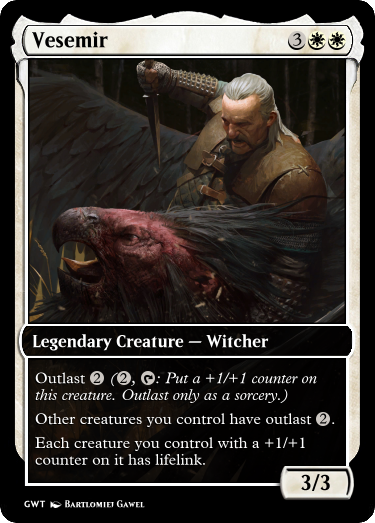 Vesemir 3
Legendary Creature — Witcher
Outlast 2 (2, : Put a +1/+1 counter on
this creature. Outlast only as a sorcery.)
Other creatures you control have outlast 2.
Each creature you control with a +1/+1
counter on it has lifelink.
3/3
GWT Bartlomiej Gawel